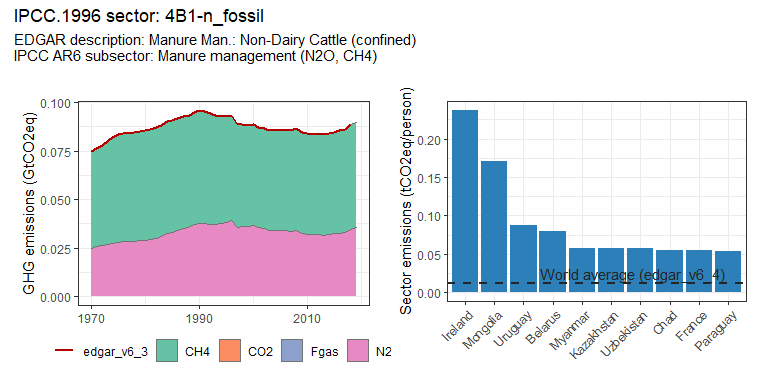 IPCC.1996 sector: 4B1-n_fossil
EDGAR description: Manure Man.: Non-Dairy Cattle (confined)
IPCC AR6 subsector: Manure management (N2O, CH4)
GHG emissions (GtCO2eq)
0.100
0.075
0.050
0.025
0.000
1970
1990
2010
edgar_v6_3
CH4
CO2
Fgas
N2
Sector emissions (tCO2eq/person)
0.20
0.15
0.10
0.05
0.00
World average (edgar_v6_4)
Ireland
Mongolia
Uruguay
Belarus
Myanmar
Kazakhstan
Uzbekistan
Chad
France
Paraguay